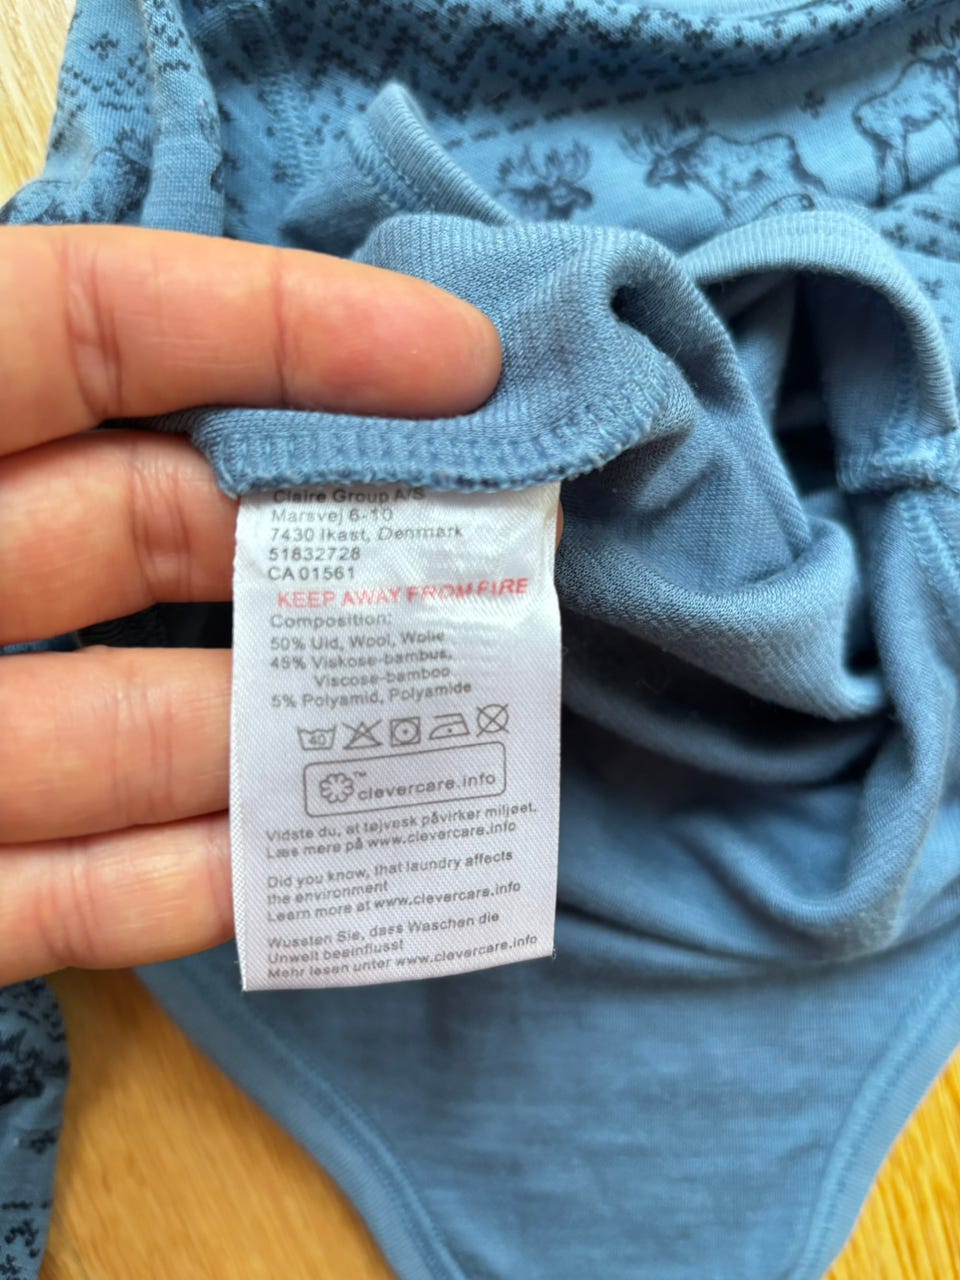 Claire Group A/S
Marsvej 6-10
7430 Ikast, Denmark
51832728
CA 01561
KEEP AWAY FROM FIRE
Composition:
50% Uld, Wool, Wolle
45% Viskose-bambus,
Viscose-bamboo
5% Polyamid, Polyamide
40
™clevercare.info
Vidste du, at tøjvask påvirker miljøet.
Læs mere på www.clevercare.info
Did you know, that laundry affects
the environment
Learn more at www.clevercare.info
Wussten Sie, dass Waschen die
Umwelt beeinflusst
Mehr lesen unter www.clevercare.info